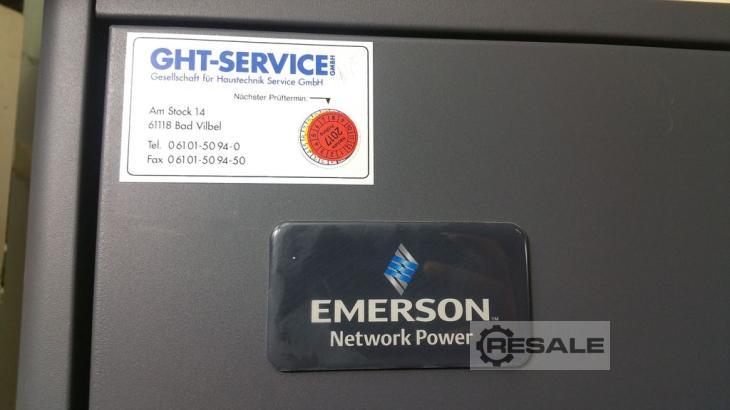 GHT-SERVICE GMBH
Gesellschaft für Haustechnik Service GmbH
Nächster Prüftermin:
Am Stock 14
61118 Bad Vilbel
Tel. 0 61 01-50 94-0
Fax 0 61 01-50 94-50
2017
EMERSON™
Network Power
RESALE